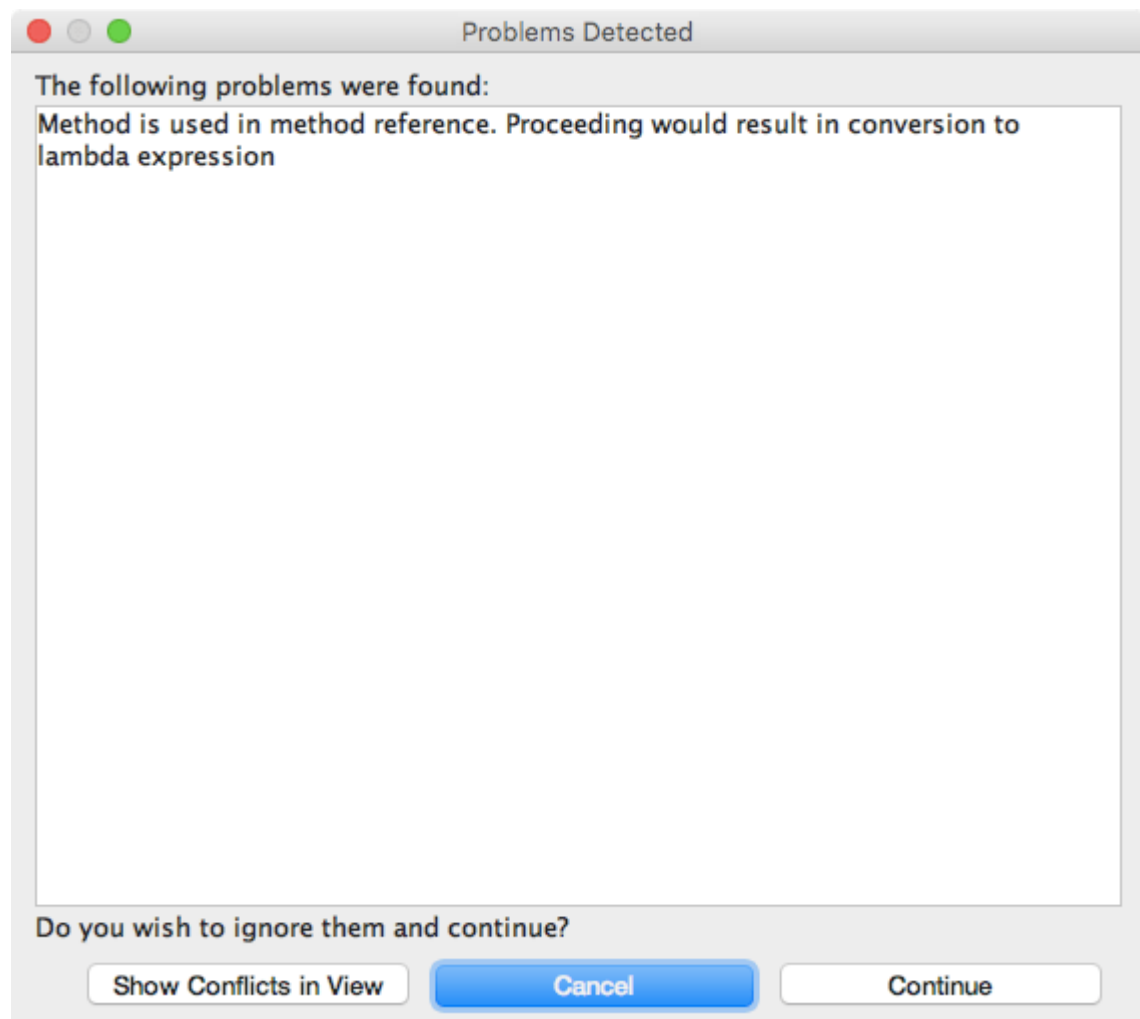 Problems Detected
The following problems were found:
Method is used in method reference. Proceeding would result in conversion to
lambda expression
Do you wish to ignore them and continue?
Show Conflicts in View
Cancel
Continue